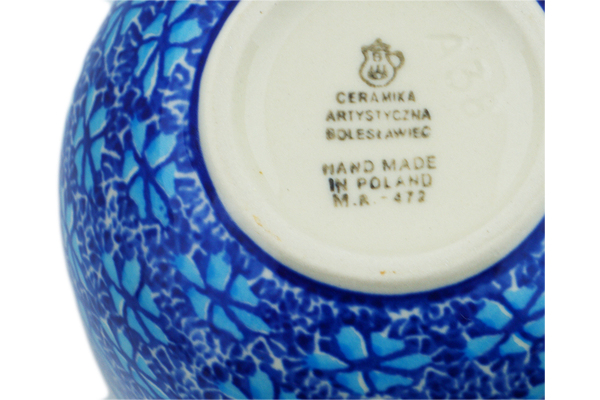 CERAMIKA
ARTYSTYCZNA
BOLESŁAWIEC
HAND MADE
IN POLAND
M.K.-472